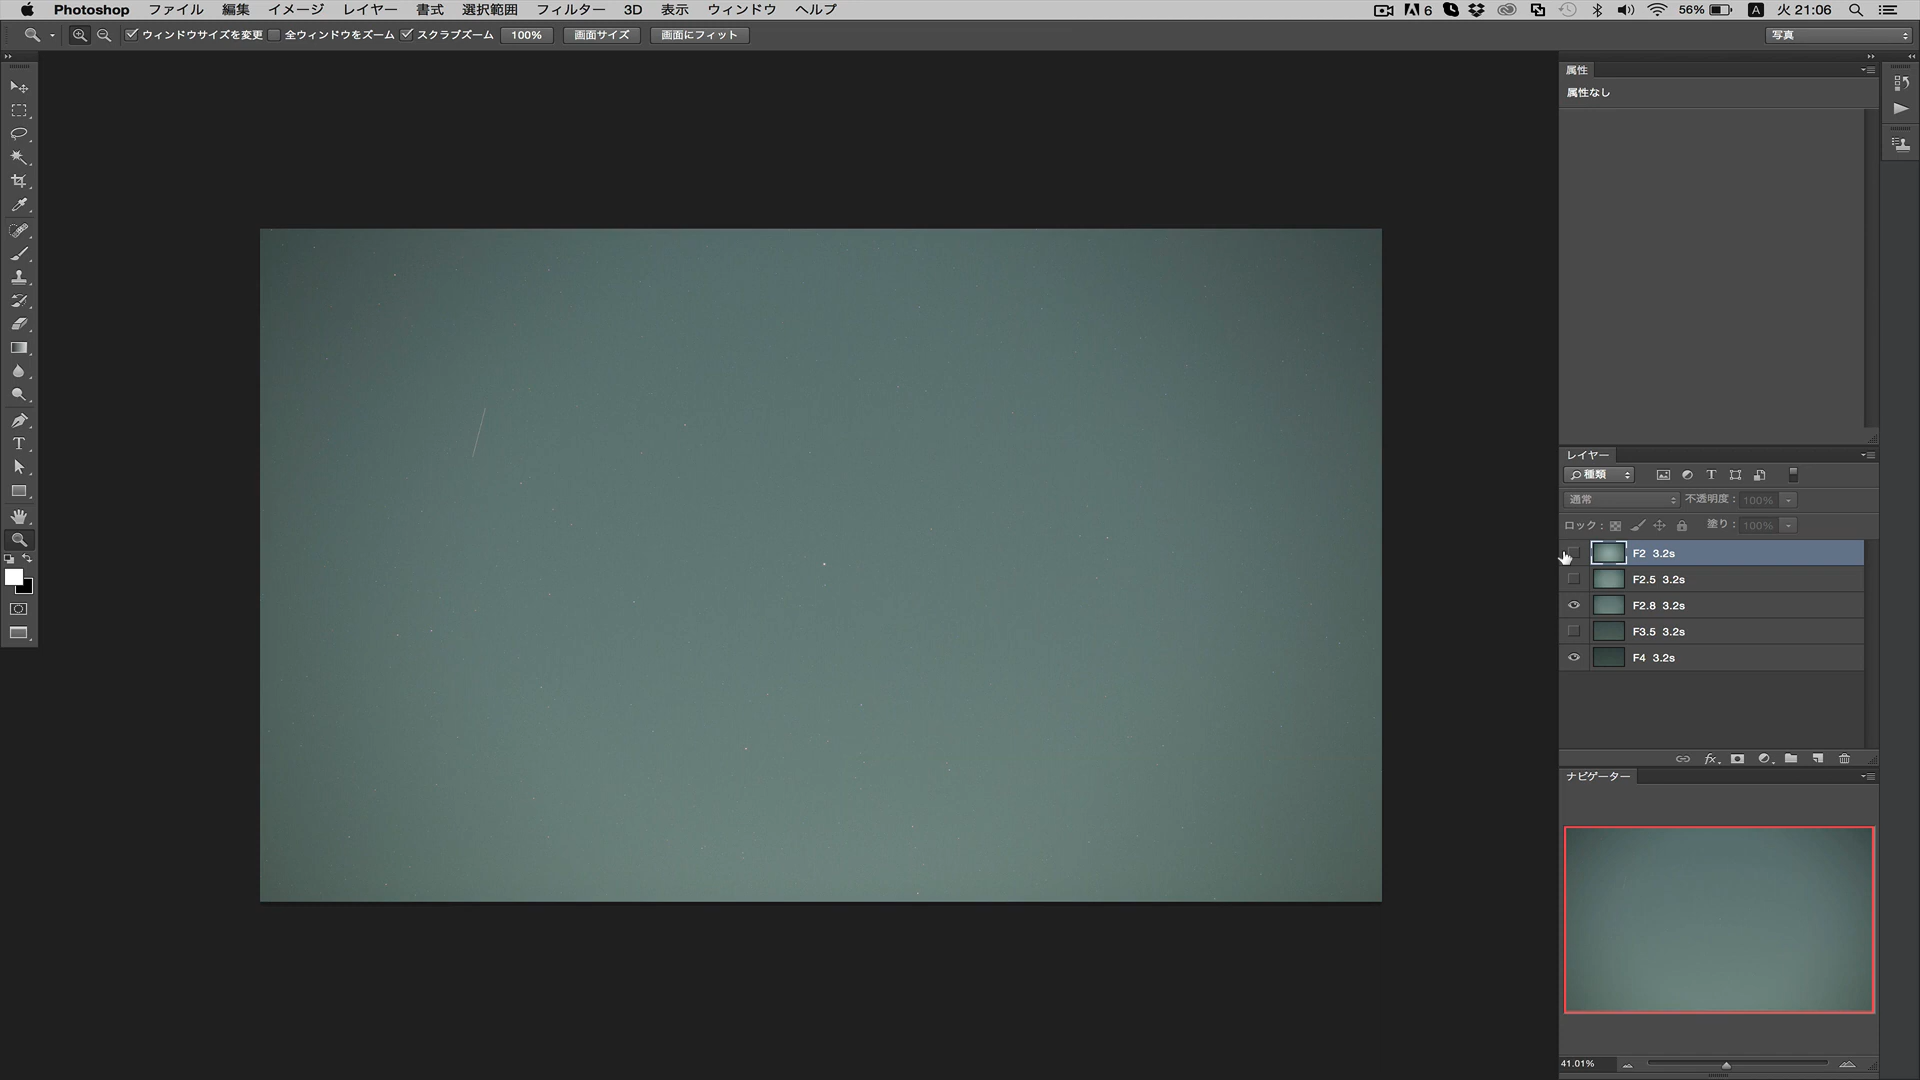 Photoshop ファイル 編集 イメージ レイヤー 書式 選択範囲 フィルター 3D 表示 ウィンドウ ヘルプ 6 56% A 火 21:06
ウィンドウサイズを変更 全ウィンドウをズーム スクラブズーム 100% 画面サイズ 画面にフィット 写真
属性
属性なし
レイヤー
種類
通常 不透明度: 100%
ロック: 塗り: 100%
F2 3.2s
F2.5 3.2s
F2.8 3.2s
F3.5 3.2s
F4 3.2s
fx
ナビゲーター
41.01%